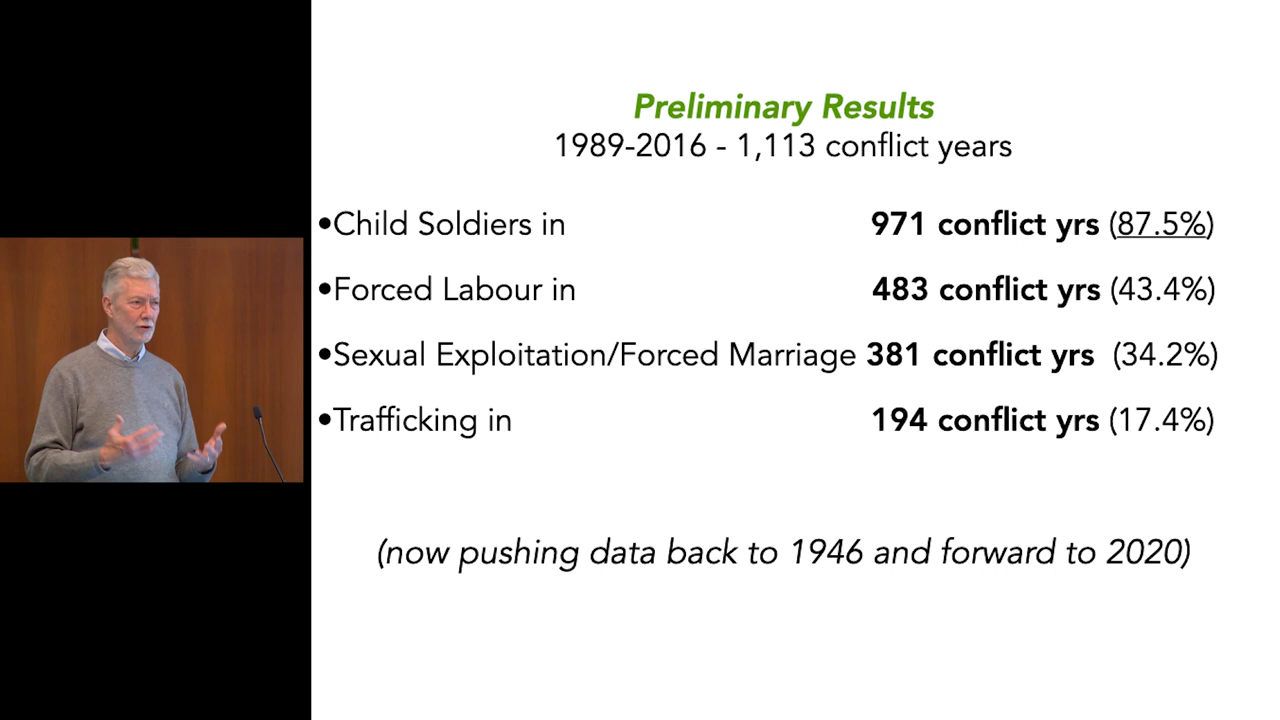 Preliminary Results
1989-2016 - 1,113 conflict years
•Child Soldiers in 971 conflict yrs (87.5%)
•Forced Labour in 483 conflict yrs (43.4%)
•Sexual Exploitation/Forced Marriage 381 conflict yrs (34.2%)
•Trafficking in 194 conflict yrs (17.4%)
(now pushing data back to 1946 and forward to 2020)